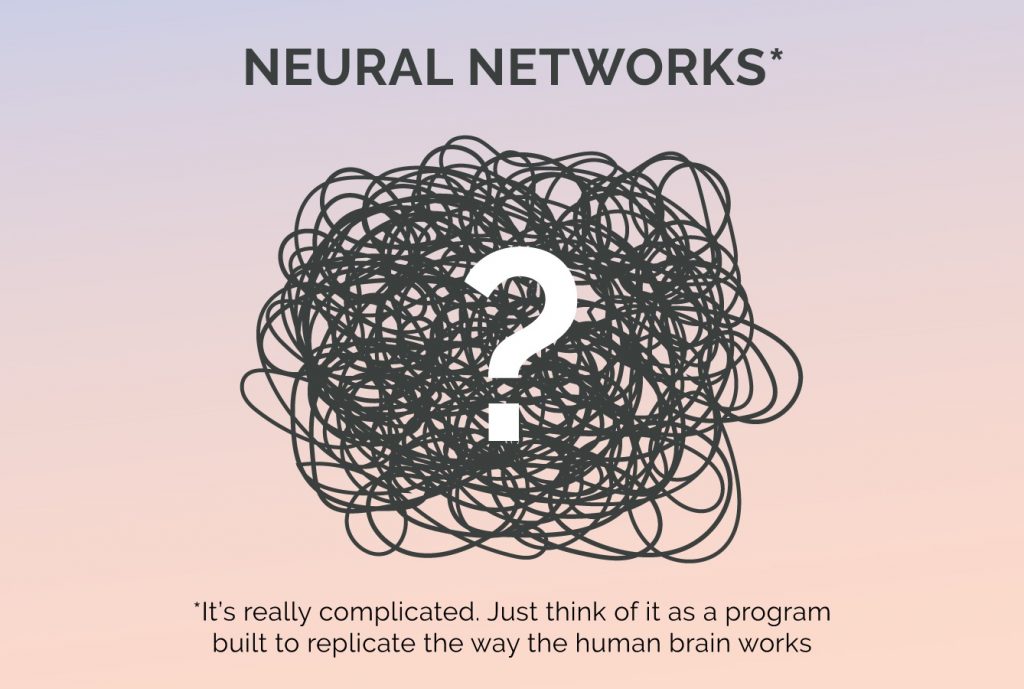 NEURAL NETWORKS*
?
*It's really complicated. Just think of it as a program
built to replicate the way the human brain works